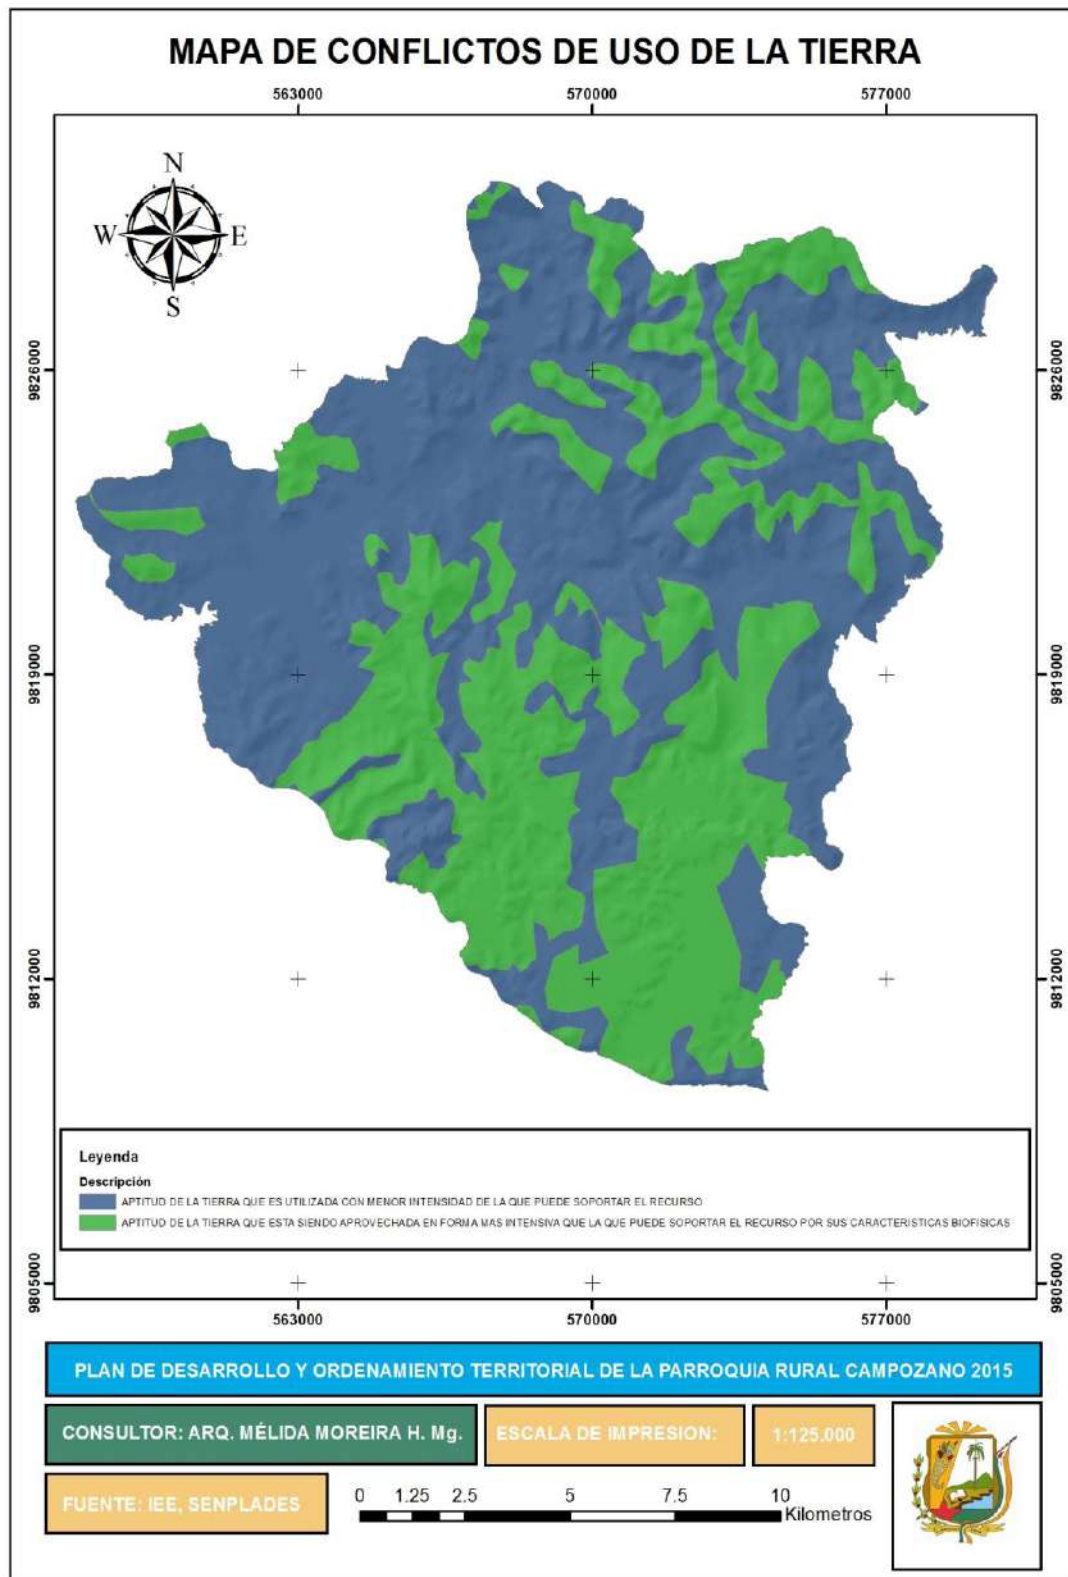 MAPA DE CONFLICTOS DE USO DE LA TIERRA
563000 570000 577000
N
W E
S
9826000 9826000
9819000 9819000
9812000 9812000
Leyenda
Descripción
APTITUD DE LA TIERRA QUE ES UTILIZADA CON MENOR INTENSIDAD DE LA QUE PUEDE SOPORTAR EL RECURSO
APTITUD DE LA TIERRA QUE ESTA SIENDO APROVECHADA EN FORMA MAS INTENSIVA QUE LA QUE PUEDE SOPORTAR EL RECURSO POR SUS CARACTERISTICAS BIOFISICAS
9805000 9805000
563000 570000 577000
PLAN DE DESARROLLO Y ORDENAMIENTO TERRITORIAL DE LA PARROQUIA RURAL CAMPOZANO 2015
CONSULTOR: ARQ. MÉLIDA MOREIRA H. Mg.
ESCALA DE IMPRESION:
1:125.000
FUENTE: IEE, SENPLADES
0 1.25 2.5 5 7.5 10
Kilometros